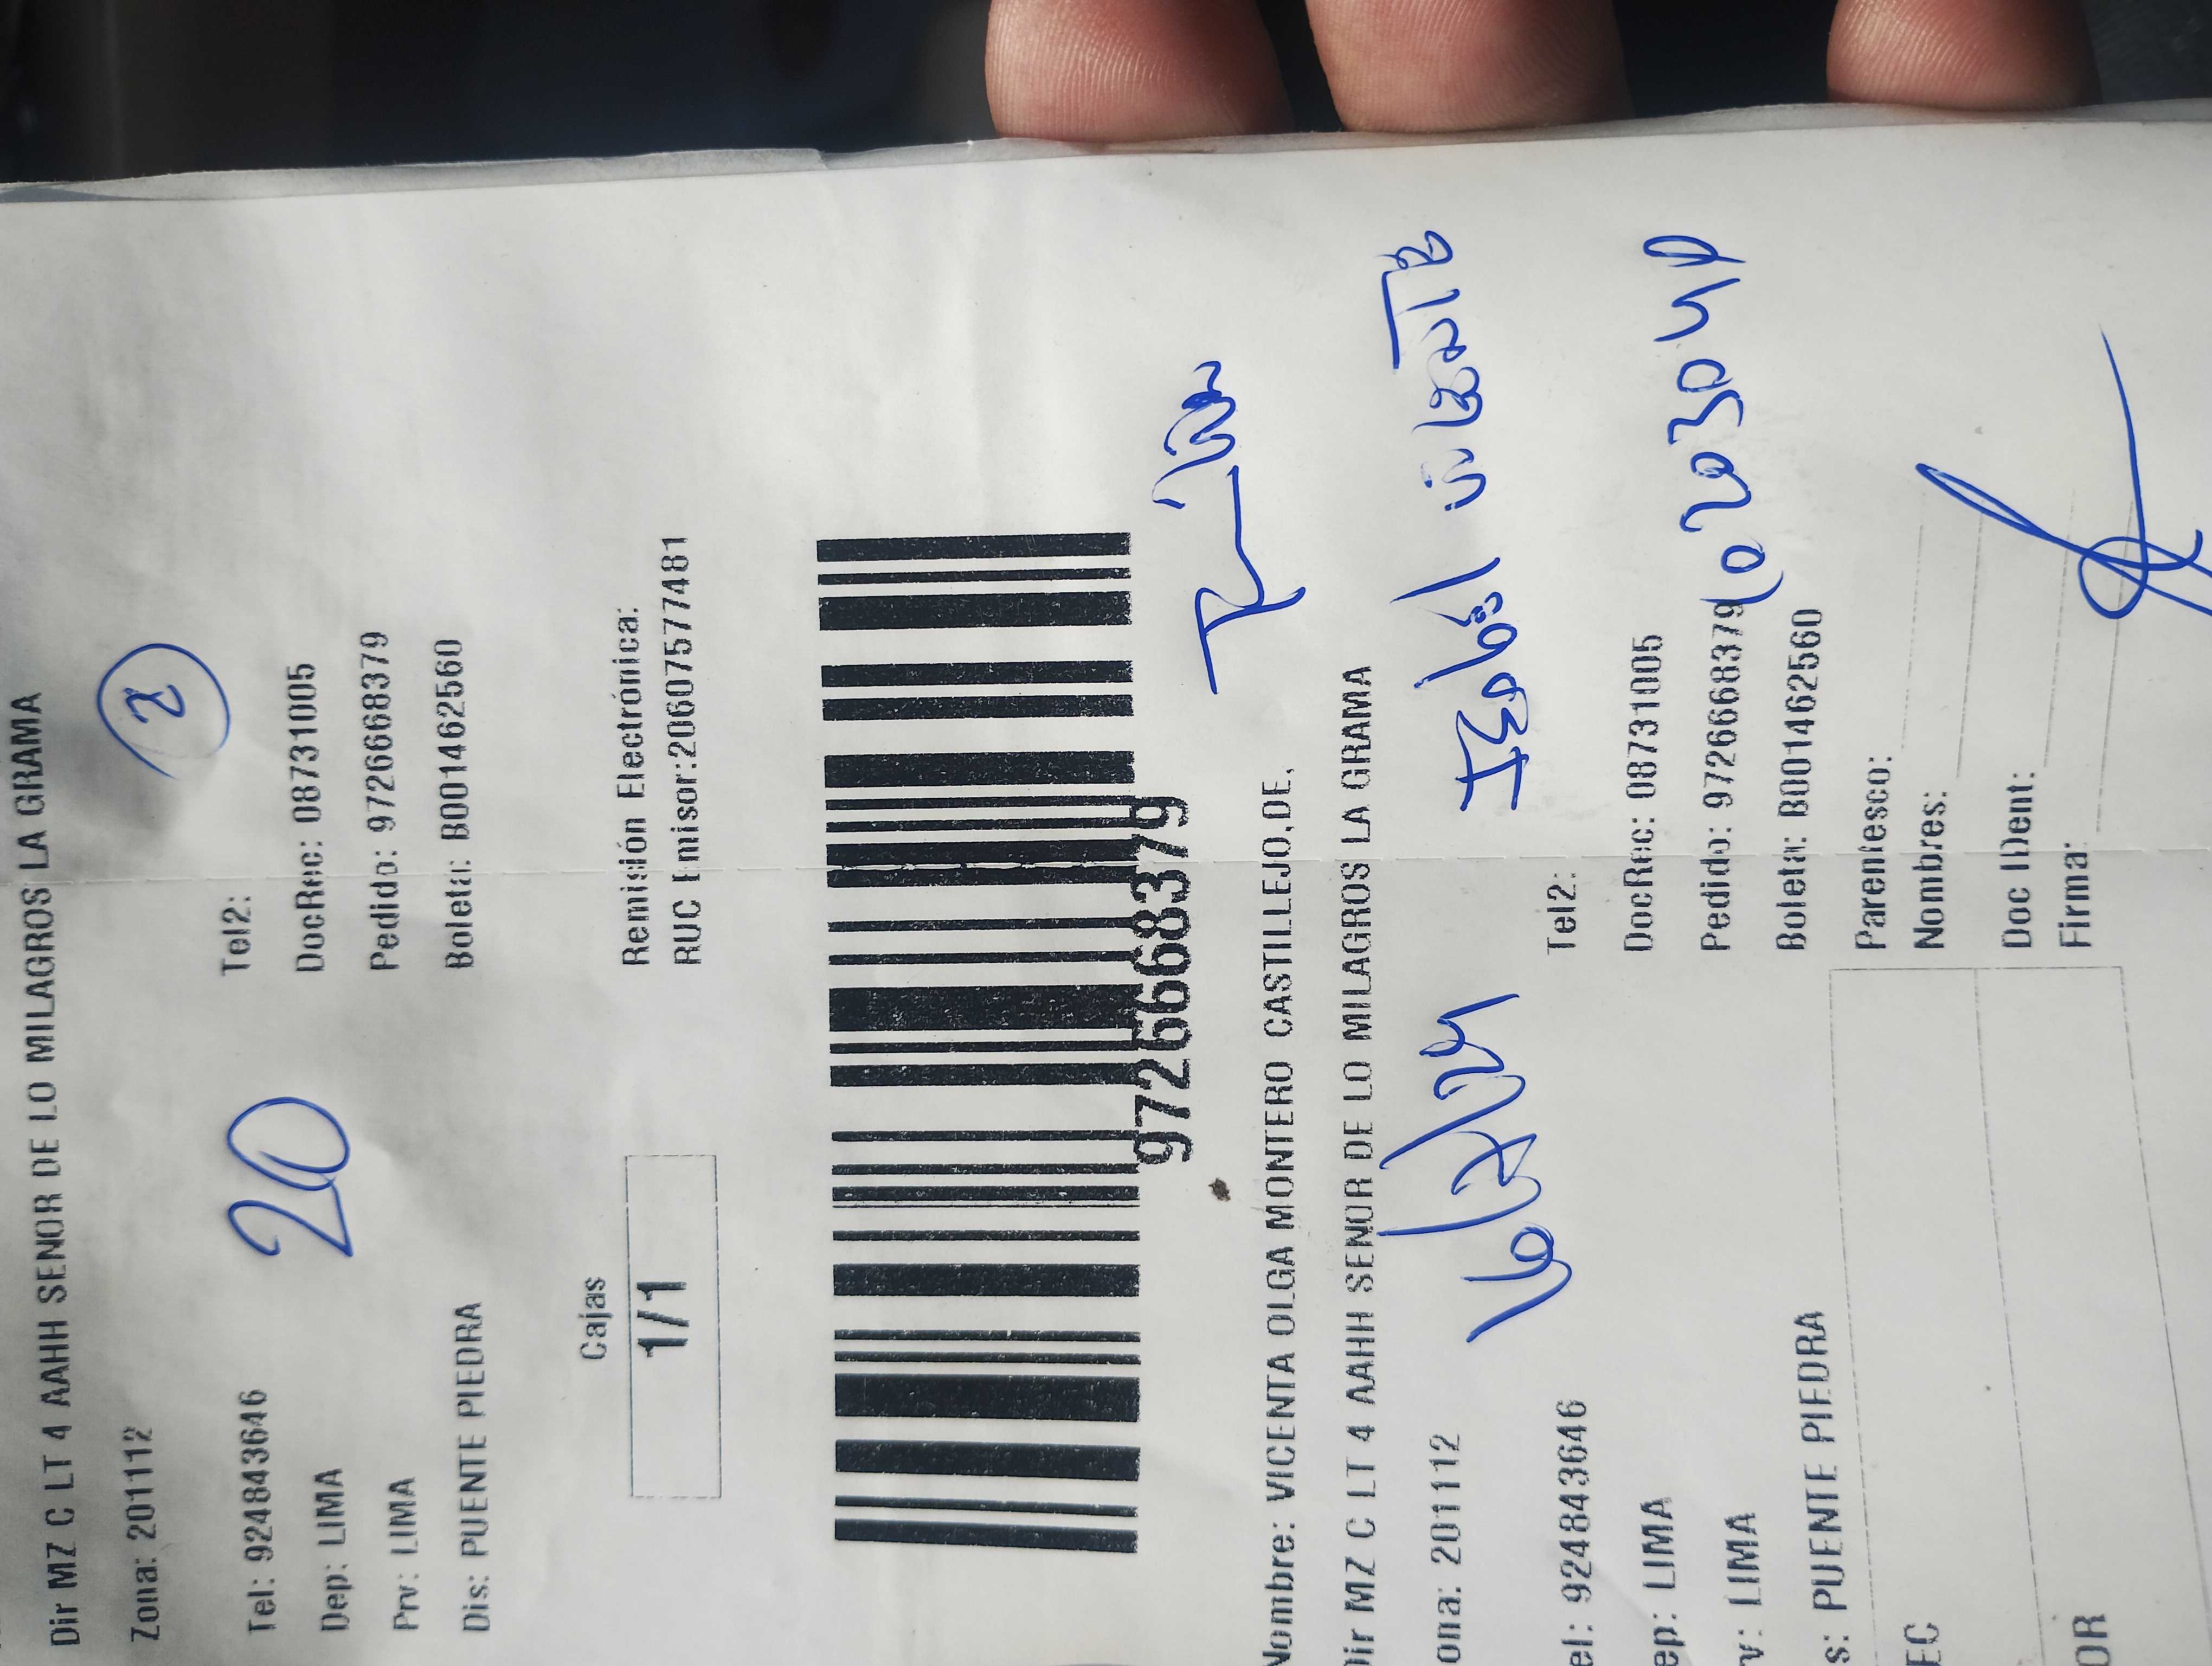 Dir MZ C LT 4 AAHH SENOR DE LO MILAGROS LA GRAMA
Zona: 201112
2
Tel: 924843646
Tel2:
20
Dep: LIMA
DocRec: 08731005
Prv: LIMA
Pedido: 9726668379
Dis: PUENTE PIEDRA
Boleta: B001462560
Cajas
1/1
Remisión Electrónica:
RUC Emisor:20607577481
9726668379
Nombre: VICENTA OLGA MONTERO CASTILLEJO,DE,
Dir MZ C LT 4 AAHH SENOR DE LO MILAGROS LA GRAMA
ona: 201112
el: 924843646
Tel2:
ep: LIMA
DocRec: 08731005
v: LIMA
Pedido: 9726668379
s: PUENTE PIEDRA
Boleta: B001462560
Parentesco:
Nombres:
Doc IDent:
Firma:
EC
OR